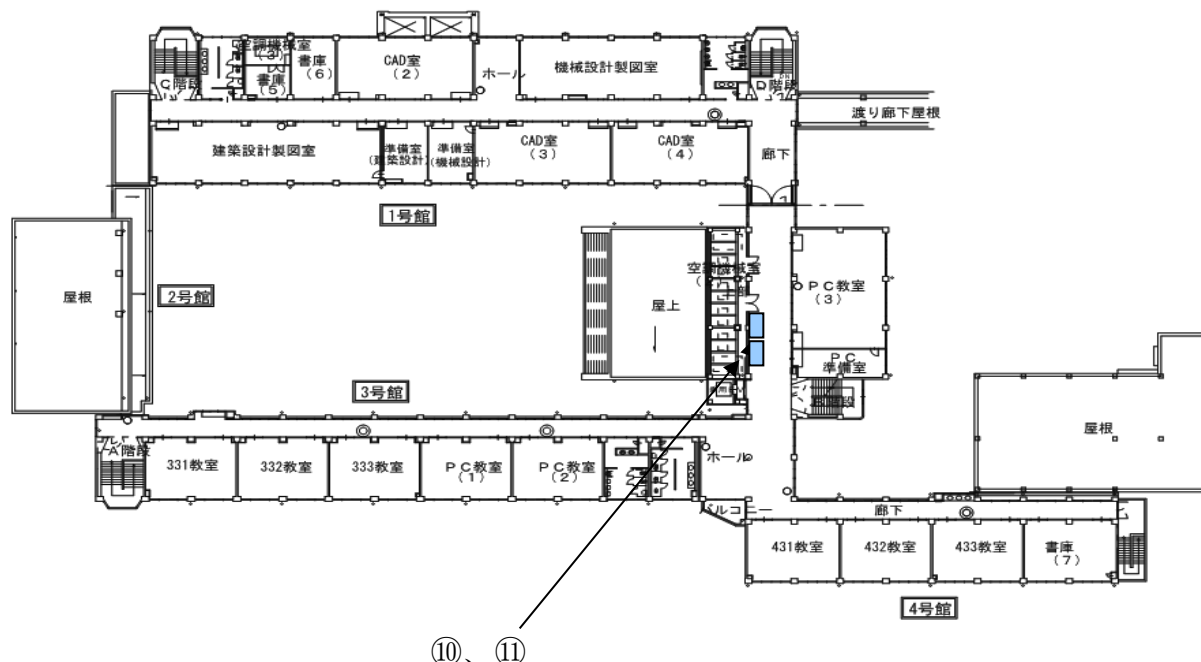 空調機械室
(3)
書庫
(5)
書庫
(6)
CAD室
(2)
ホール
機械設計製図室
C階段
D階段
DN
渡り廊下屋根
建築設計製図室
準備室
(建築設計)
準備室
(機械設計)
CAD室
(3)
CAD室
(4)
廊下
1号館
屋根
2号館
屋上
空調機械室
PC教室
(3)
PC
準備室
3号館
A階段
331教室
332教室
333教室
PC教室
(1)
PC教室
(2)
ホール
バルコニー
廊下
屋根
431教室
432教室
433教室
書庫
(7)
4号館
⑩、⑪